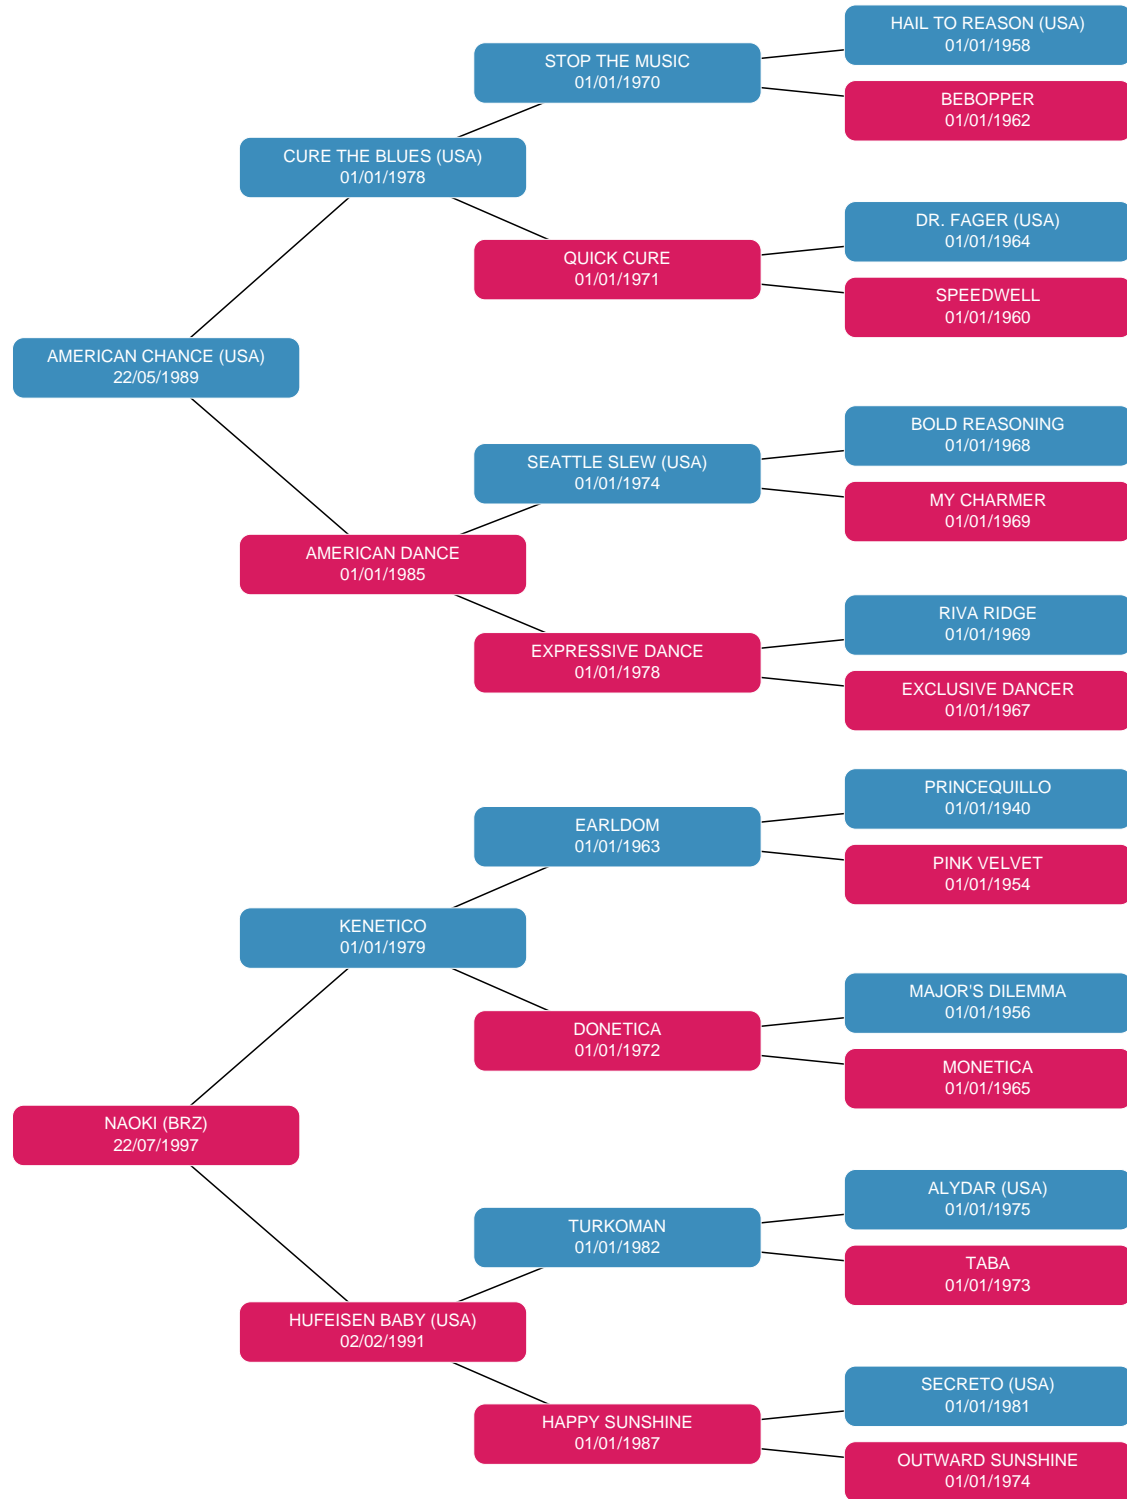 HAIL TO REASON (USA)
01/01/1958
STOP THE MUSIC
01/01/1970
BEBOPPER
01/01/1962
CURE THE BLUES (USA)
01/01/1978
DR. FAGER (USA)
01/01/1964
QUICK CURE
01/01/1971
SPEEDWELL
01/01/1960
AMERICAN CHANCE (USA)
22/05/1989
BOLD REASONING
01/01/1968
SEATTLE SLEW (USA)
01/01/1974
MY CHARMER
01/01/1969
AMERICAN DANCE
01/01/1985
RIVA RIDGE
01/01/1969
EXPRESSIVE DANCE
01/01/1978
EXCLUSIVE DANCER
01/01/1967
PRINCEQUILLO
01/01/1940
EARLDOM
01/01/1963
PINK VELVET
01/01/1954
KENETICO
01/01/1979
MAJOR'S DILEMMA
01/01/1956
DONETICA
01/01/1972
MONETICA
01/01/1965
NAOKI (BRZ)
22/07/1997
ALYDAR (USA)
01/01/1975
TURKOMAN
01/01/1982
TABA
01/01/1973
HUFEISEN BABY (USA)
02/02/1991
SECRETO (USA)
01/01/1981
HAPPY SUNSHINE
01/01/1987
OUTWARD SUNSHINE
01/01/1974